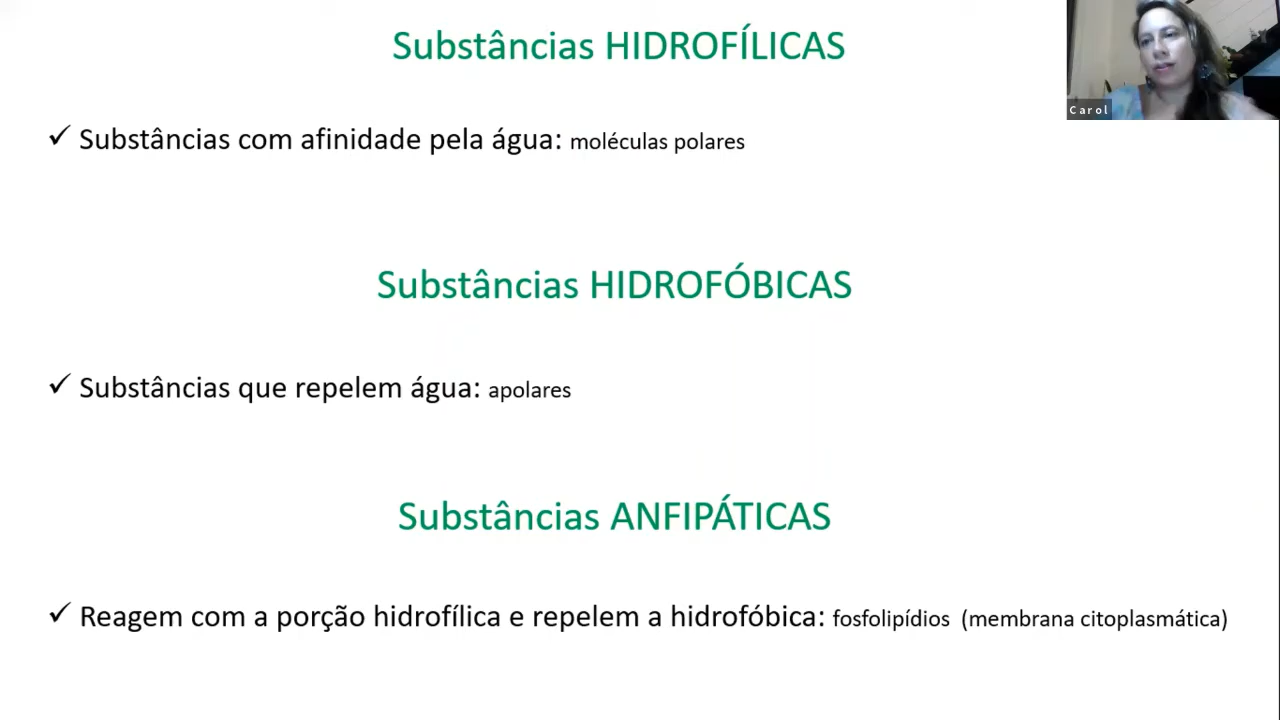 Substâncias HIDROFÍLICAS
Carol
✓ Substâncias com afinidade pela água: moléculas polares
Substâncias HIDROFÓBICAS
✓ Substâncias que repelem água: apolares
Substâncias ANFIPÁTICAS
✓ Reagem com a porção hidrofílica e repelem a hidrofóbica: fosfolipídios (membrana citoplasmática)